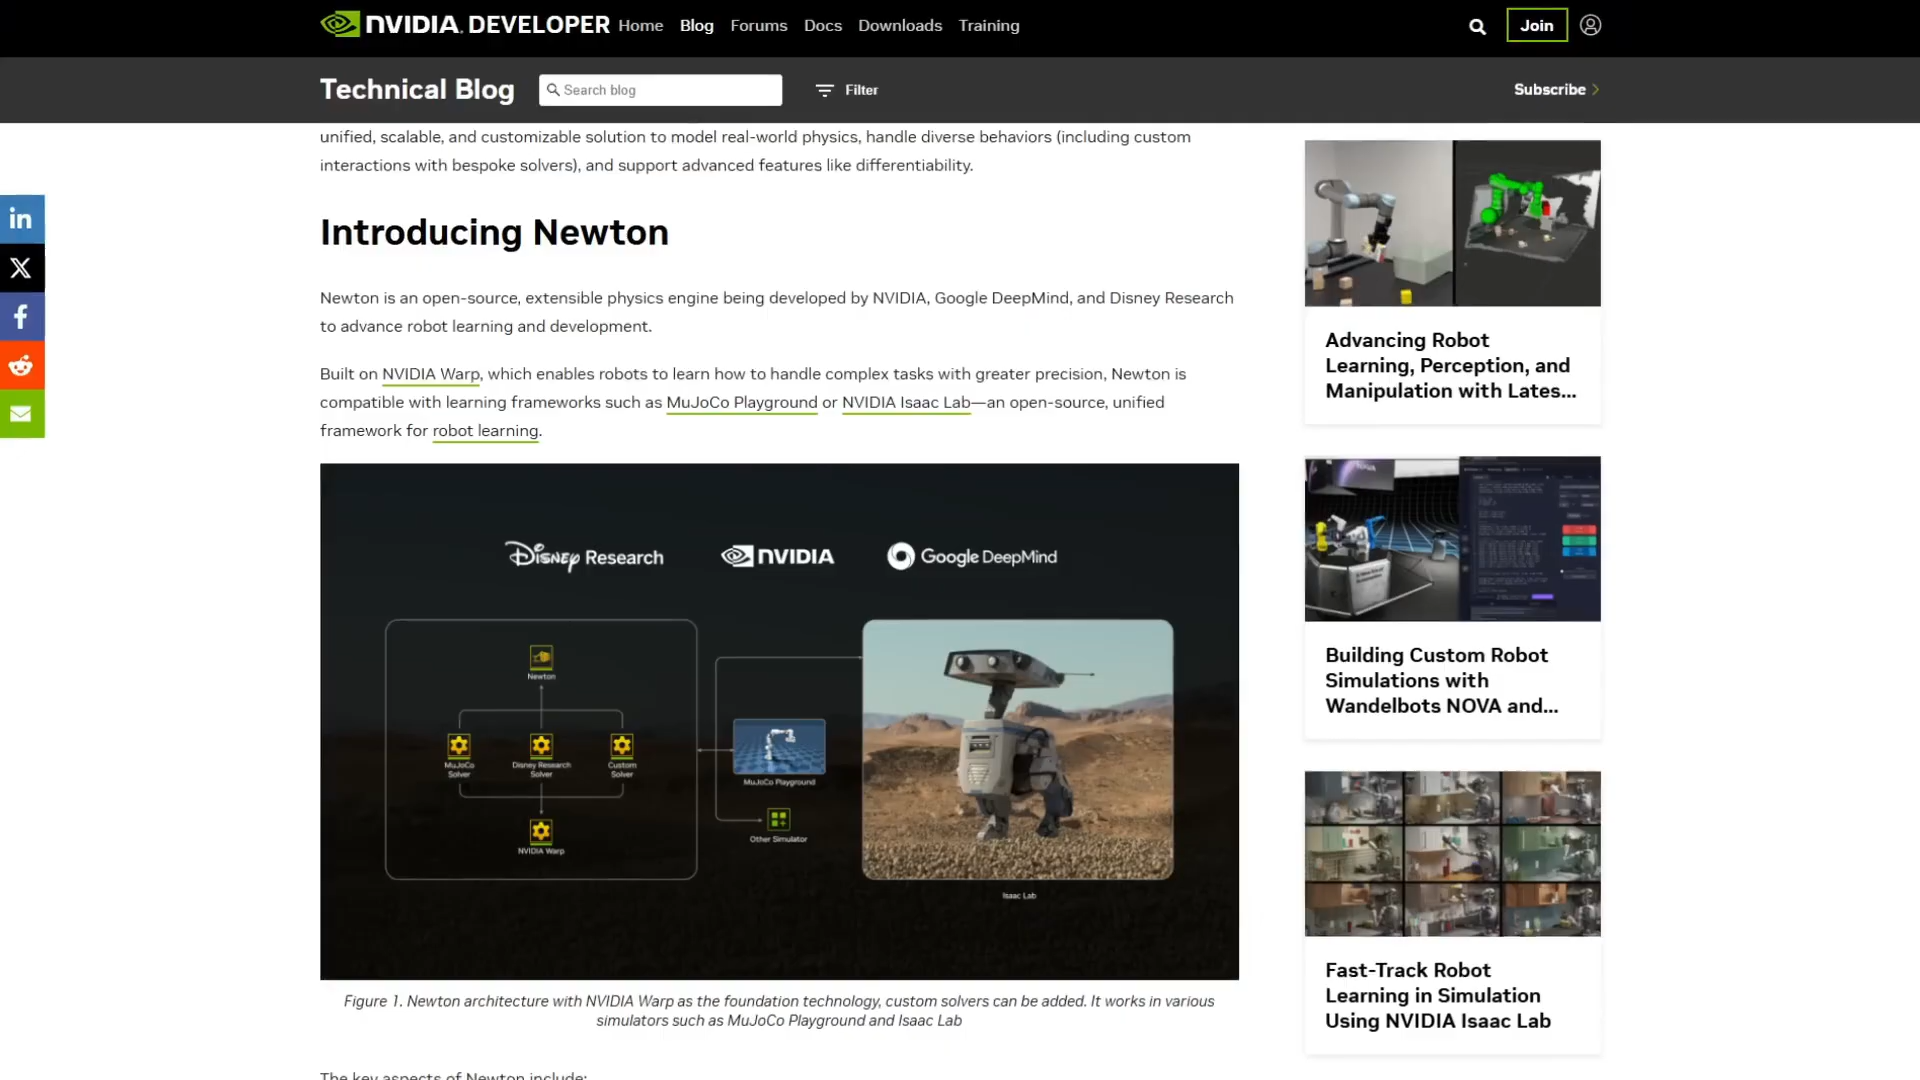 NVIDIA. DEVELOPER Home Blog Forums Docs Downloads Training Join
Technical Blog Search blog Filter Subscribe
unified, scalable, and customizable solution to model real-world physics, handle diverse behaviors (including custom
interactions with bespoke solvers), and support advanced features like differentiability.
Introducing Newton
Newton is an open-source, extensible physics engine being developed by NVIDIA, Google DeepMind, and Disney Research
to advance robot learning and development.
Built on NVIDIA Warp, which enables robots to learn how to handle complex tasks with greater precision, Newton is
compatible with learning frameworks such as MuJoCo Playground or NVIDIA Isaac Lab—an open-source, unified
framework for robot learning.
Disney Research NVIDIA Google DeepMind
Newton
MuJoCo
Solver
Disney Research
Solver
Custom
Solver
NVIDIA Warp
MuJoCo Playground
Other Simulator
Isaac Lab
Figure 1. Newton architecture with NVIDIA Warp as the foundation technology, custom solvers can be added. It works in various
simulators such as MuJoCo Playground and Isaac Lab
The key aspects of Newton include:
Advancing Robot
Learning, Perception, and
Manipulation with Lates...
Building Custom Robot
Simulations with
Wandelbots NOVA and...
Fast-Track Robot
Learning in Simulation
Using NVIDIA Isaac Lab
in
X
f